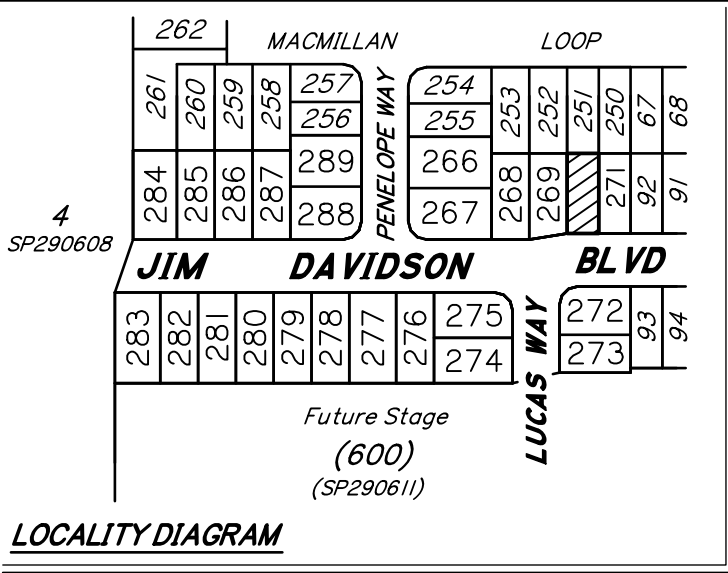 262
MACMILLAN LOOP
261 260 259 258 257 254 253 252 251 250 67 68
256 255
PENELOPE WAY
284 285 286 287 289 266 268 269 271 92 91
288 267
4
SP290608
JIM DAVIDSON BLVD
283 282 281 280 279 278 277 276 275 272 93 94
274 273
LUCAS WAY
Future Stage
(600)
(SP290611)
LOCALITY DIAGRAM